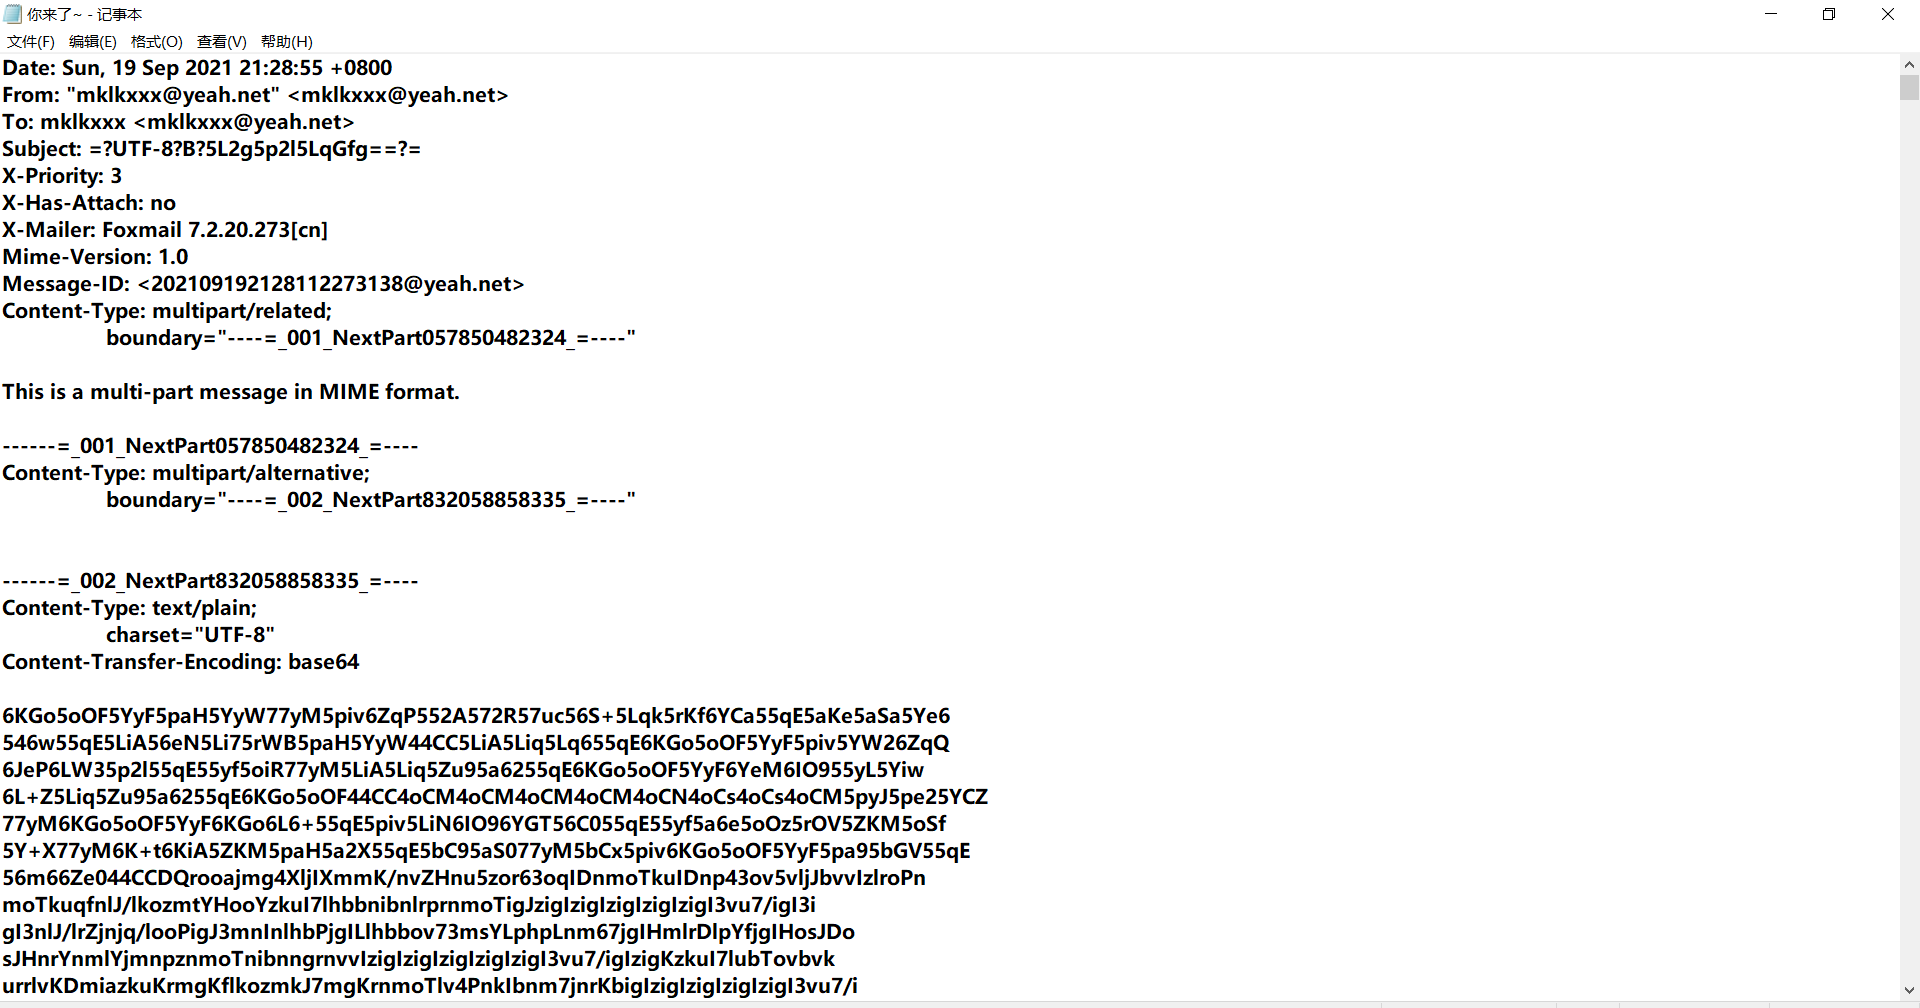 你来了~ - 记事本
文件(F) 编辑(E) 格式(O) 查看(V) 帮助(H)
Date: Sun, 19 Sep 2021 21:28:55 +0800
From: "mklkxxx@yeah.net" <mklkxxx@yeah.net>
To: mklkxxx <mklkxxx@yeah.net>
Subject: =?UTF-8?B?5L2g5p2l5LqGfg==?=
X-Priority: 3
X-Has-Attach: no
X-Mailer: Foxmail 7.2.20.273[cn]
Mime-Version: 1.0
Message-ID: <202109192128112273138@yeah.net>
Content-Type: multipart/related;
boundary="----=_001_NextPart057850482324_=----"
This is a multi-part message in MIME format.
------=_001_NextPart057850482324_=----
Content-Type: multipart/alternative;
boundary="----=_002_NextPart832058858335_=----"
------=_002_NextPart832058858335_=----
Content-Type: text/plain;
charset="UTF-8"
Content-Transfer-Encoding: base64
6KGo5oOF5YyF5paH5YyW77yM5piv6ZqP552A572R57uc56S+5Lqk5rKf6YCa55qE5aKe5aSa5Ye6
546w55qE5LiA56eN5Li75rWB5paH5YyW44CC5LiA5Liq5Lq655qE6KGo5oOF5YyF5piv5YW26ZqQ
6JeP6LW35p2l55qE55yf5oiR77yM5LiA5Liq5Zu95a6255qE6KGo5oOF5YyF6YeM6IO955yL5Yiw
6L+Z5Liq5Zu95a6255qE6KGo5oOF44CC4oCM4oCM4oCM4oCM4oCN4oCs4oCs4oCM5pyJ5pe25YCZ
77yM6KGo5oOF5YyF6KGo6L6+55qE5piv5LiN6IO96YGT56C055qE55yf5a6e5oOz5rOV5ZKM5oSf
5Y+X77yM6K+t6KiA5ZKM5paH5a2X55qE5bC95aS077yM5bCx5piv6KGo5oOF5YyF5pa95bGV55qE
56m66Ze044CCDQrooajmg4XljIXmmK/nvZHnu5zor63oqIDnmoTkuIDnp43ov5vljJbvvIzlroPn
moTkuqfnlJ/lkozmtYHooYzkuI7lhbbnibnlrprnmoTigJzigIzigIzigIzigIzigI3vu7/igI3i
gI3nlJ/lrZjnjq/looPigJ3mnInlhbPjgILlhbbov73msYLphpLnm67jgIHmlrDlpYfjgIHosJDo
sJHnrYnmlYjmnpznmoTnibnngrnvvIzigIzigIzigIzigIzigI3vu7/igIzigKzkuI7lubTovbvk
urrlvKDmiazkuKrmgKflkozmkJ7mgKrnmoTlv4PnkIbnm7jnrKbigIzigIzigIzigIzigI3vu7/i